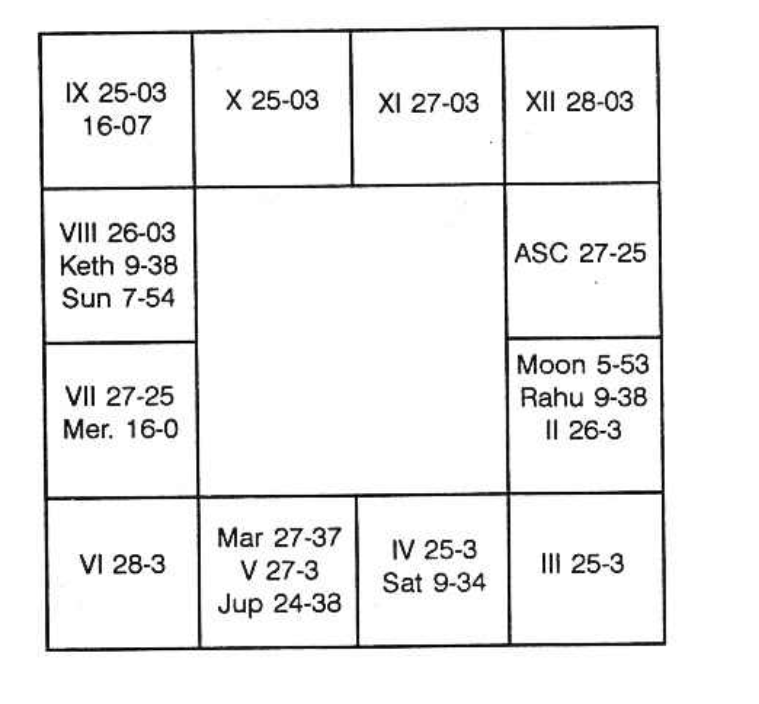 IX 25-03
16-07
X 25-03
XI 27-03
XII 28-03
VIII 26-03
Keth 9-38
Sun 7-54
ASC 27-25
VII 27-25
Mer. 16-0
Moon 5-53
Rahu 9-38
II 26-3
VI 28-3
Mar 27-37
V 27-3
Jup 24-38
IV 25-3
Sat 9-34
III 25-3